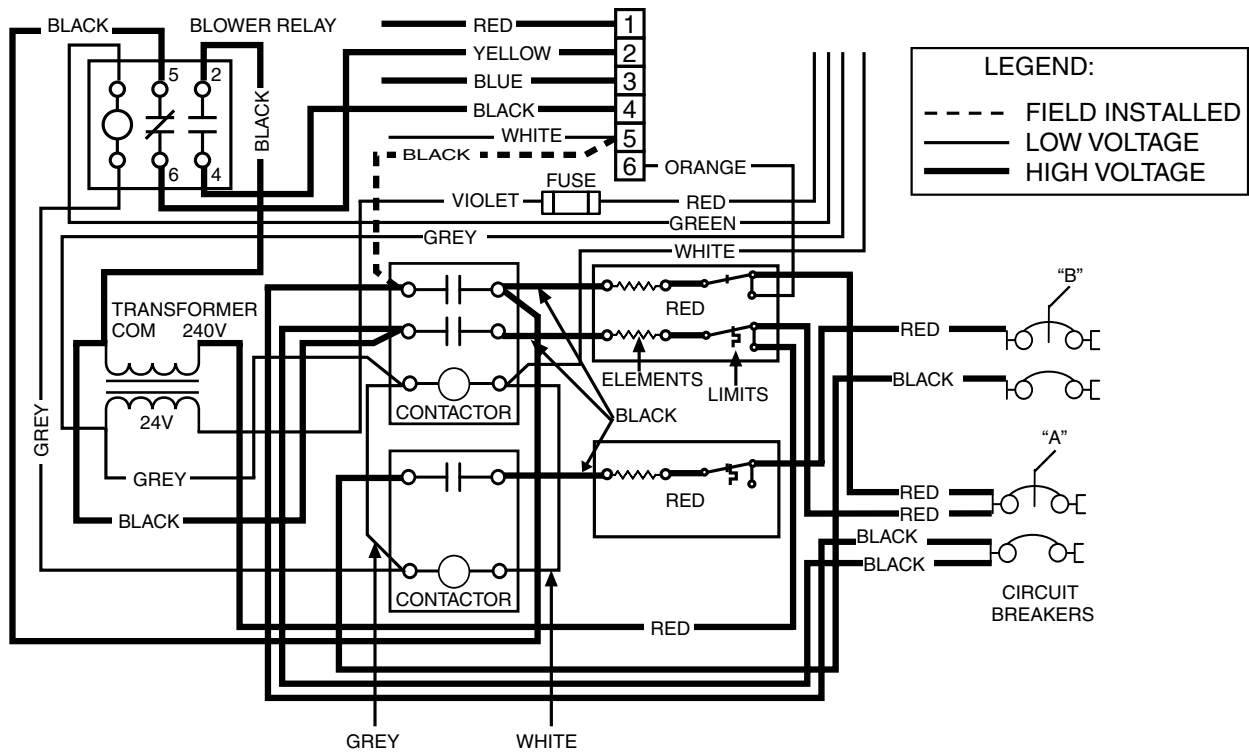 BLACK
BLOWER RELAY
RED
1
YELLOW
2
BLUE
3
BLACK
4
WHITE
5
BLACK
6
ORANGE
5
2
6
4
BLACK
LEGEND:
FIELD INSTALLED
LOW VOLTAGE
HIGH VOLTAGE
FUSE
VIOLET
RED
GREEN
GREY
WHITE
TRANSFORMER
COM
240V
24V
GREY
GREY
BLACK
CONTACTOR
RED
ELEMENTS
LIMITS
BLACK
RED
CONTACTOR
"B"
RED
BLACK
"A"
RED
RED
BLACK
BLACK
CIRCUIT
BREAKERS
RED
GREY
WHITE